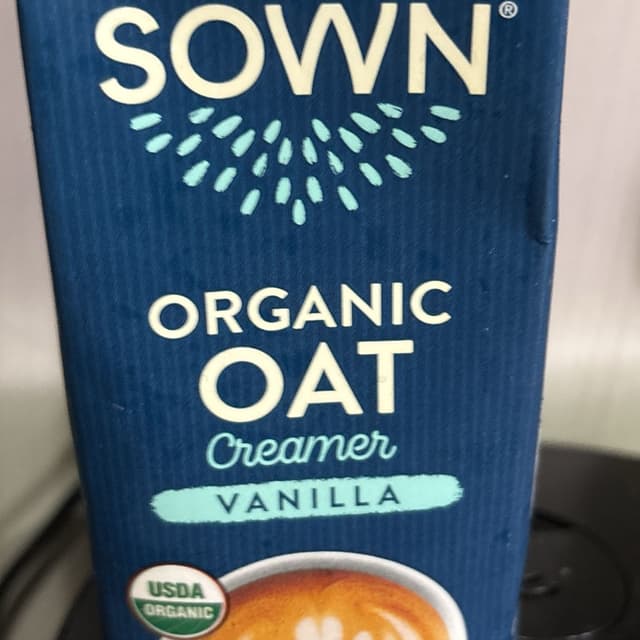 SOWN®
ORGANIC
OAT
Creamer
VANILLA
USDA
ORGANIC